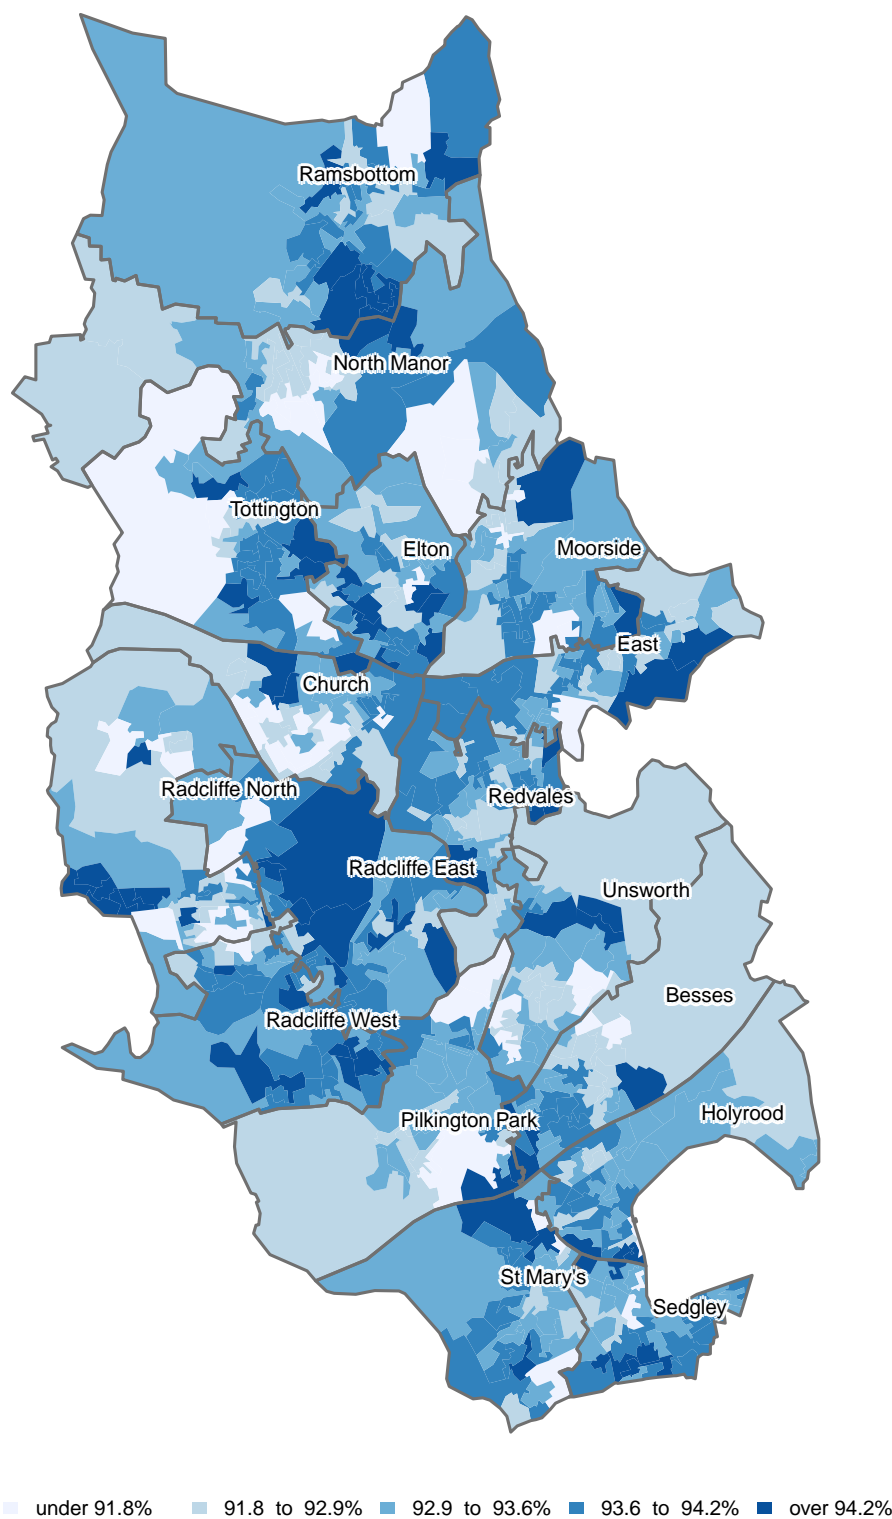 Ramsbottom
North Manor
Tottington
Elton
Moorside
East
Church
Radcliffe North
Redvales
Radcliffe East
Unsworth
Besses
Radcliffe West
Holyrood
Pilkington Park
St Mary's
Sedgley
under 91.8% 91.8 to 92.9% 92.9 to 93.6% 93.6 to 94.2% over 94.2%